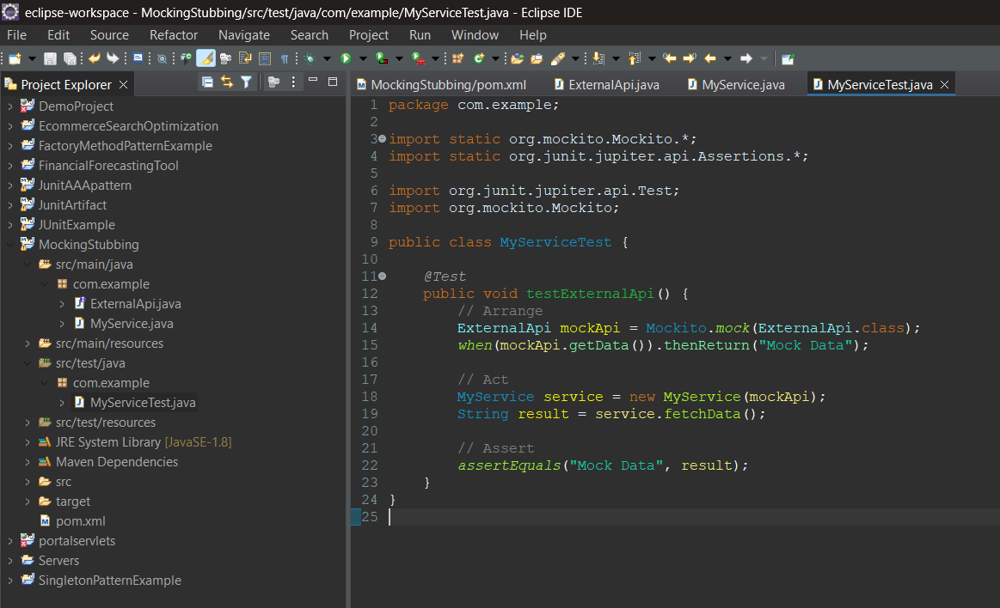 eclipse-workspace - MockingStubbing/src/test/java/com/example/MyServiceTest.java - Eclipse IDE
File Edit Source Refactor Navigate Search Project Run Window Help
Project Explorer
DemoProject
EcommerceSearchOptimization
FactoryMethodPatternExample
FinancialForecastingTool
JunitAAApattern
JunitArtifact
JUnitExample
MockingStubbing
src/main/java
com.example
ExternalApi.java
MyService.java
src/main/resources
src/test/java
com.example
MyServiceTest.java
src/test/resources
JRE System Library [JavaSE-1.8]
Maven Dependencies
src
target
pom.xml
portalservlets
Servers
SingletonPatternExample
MockingStubbing/pom.xml ExternalApi.java MyService.java MyServiceTest.java
1 package com.example;
2
3 import static org.mockito.Mockito.*;
4 import static org.junit.jupiter.api.Assertions.*;
5
6 import org.junit.jupiter.api.Test;
7 import org.mockito.Mockito;
8
9 public class MyServiceTest {
10
11 @Test
12 public void testExternalApi() {
13 // Arrange
14 ExternalApi mockApi = Mockito.mock(ExternalApi.class);
15 when(mockApi.getData()).thenReturn("Mock Data");
16
17 // Act
18 MyService service = new MyService(mockApi);
19 String result = service.fetchData();
20
21 // Assert
22 assertEquals("Mock Data", result);
23 }
24 }
25